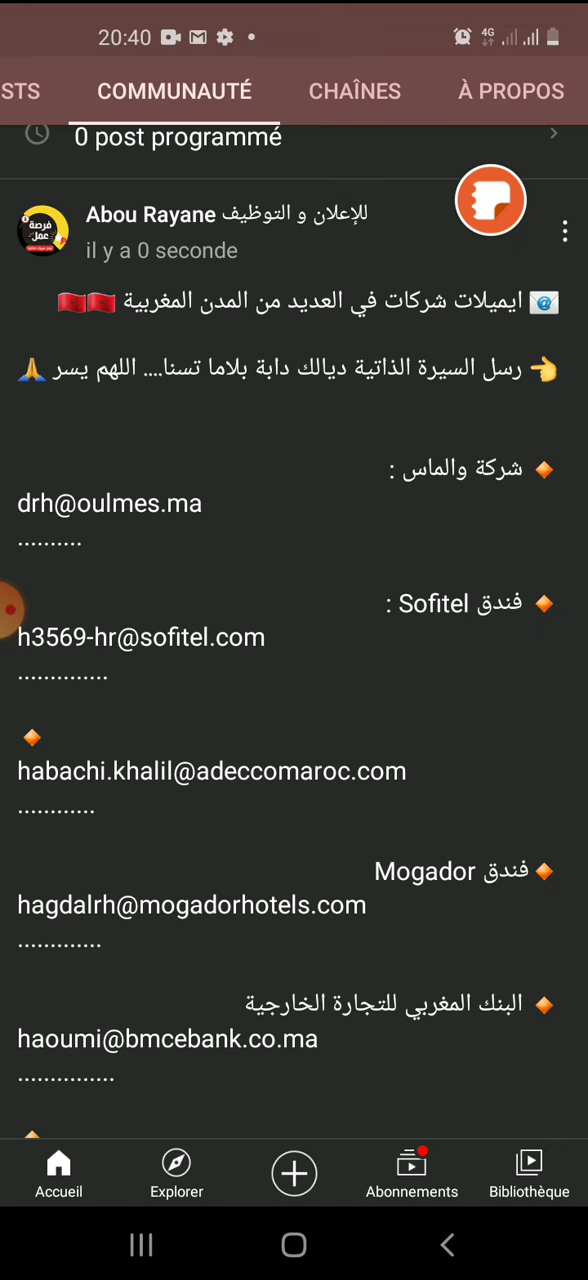 20:40
4G
STS COMMUNAUTÉ CHAÎNES À PROPOS
0 post programmé
فرصة
عمل
Abou Rayane للإعلان و التوظيف
il y a 0 seconde
📧 ايميلات شركات في العديد من المدن المغربية 🇲🇦🇲🇦
👈 رسل السيرة الذاتية ديالك دابة بلاما تسنا.... اللهم يسر 🙏
🔸 شركة والماس :
drh@oulmes.ma
..........
🔸 فندق Sofitel :
h3569-hr@sofitel.com
..............
🔸
habachi.khalil@adeccomaroc.com
............
🔸فندق Mogador
hagdalrh@mogadorhotels.com
.............
🔸 البنك المغربي للتجارة الخارجية
haoumi@bmcebank.co.ma
...............
Accueil Explorer Abonnements Bibliothèque